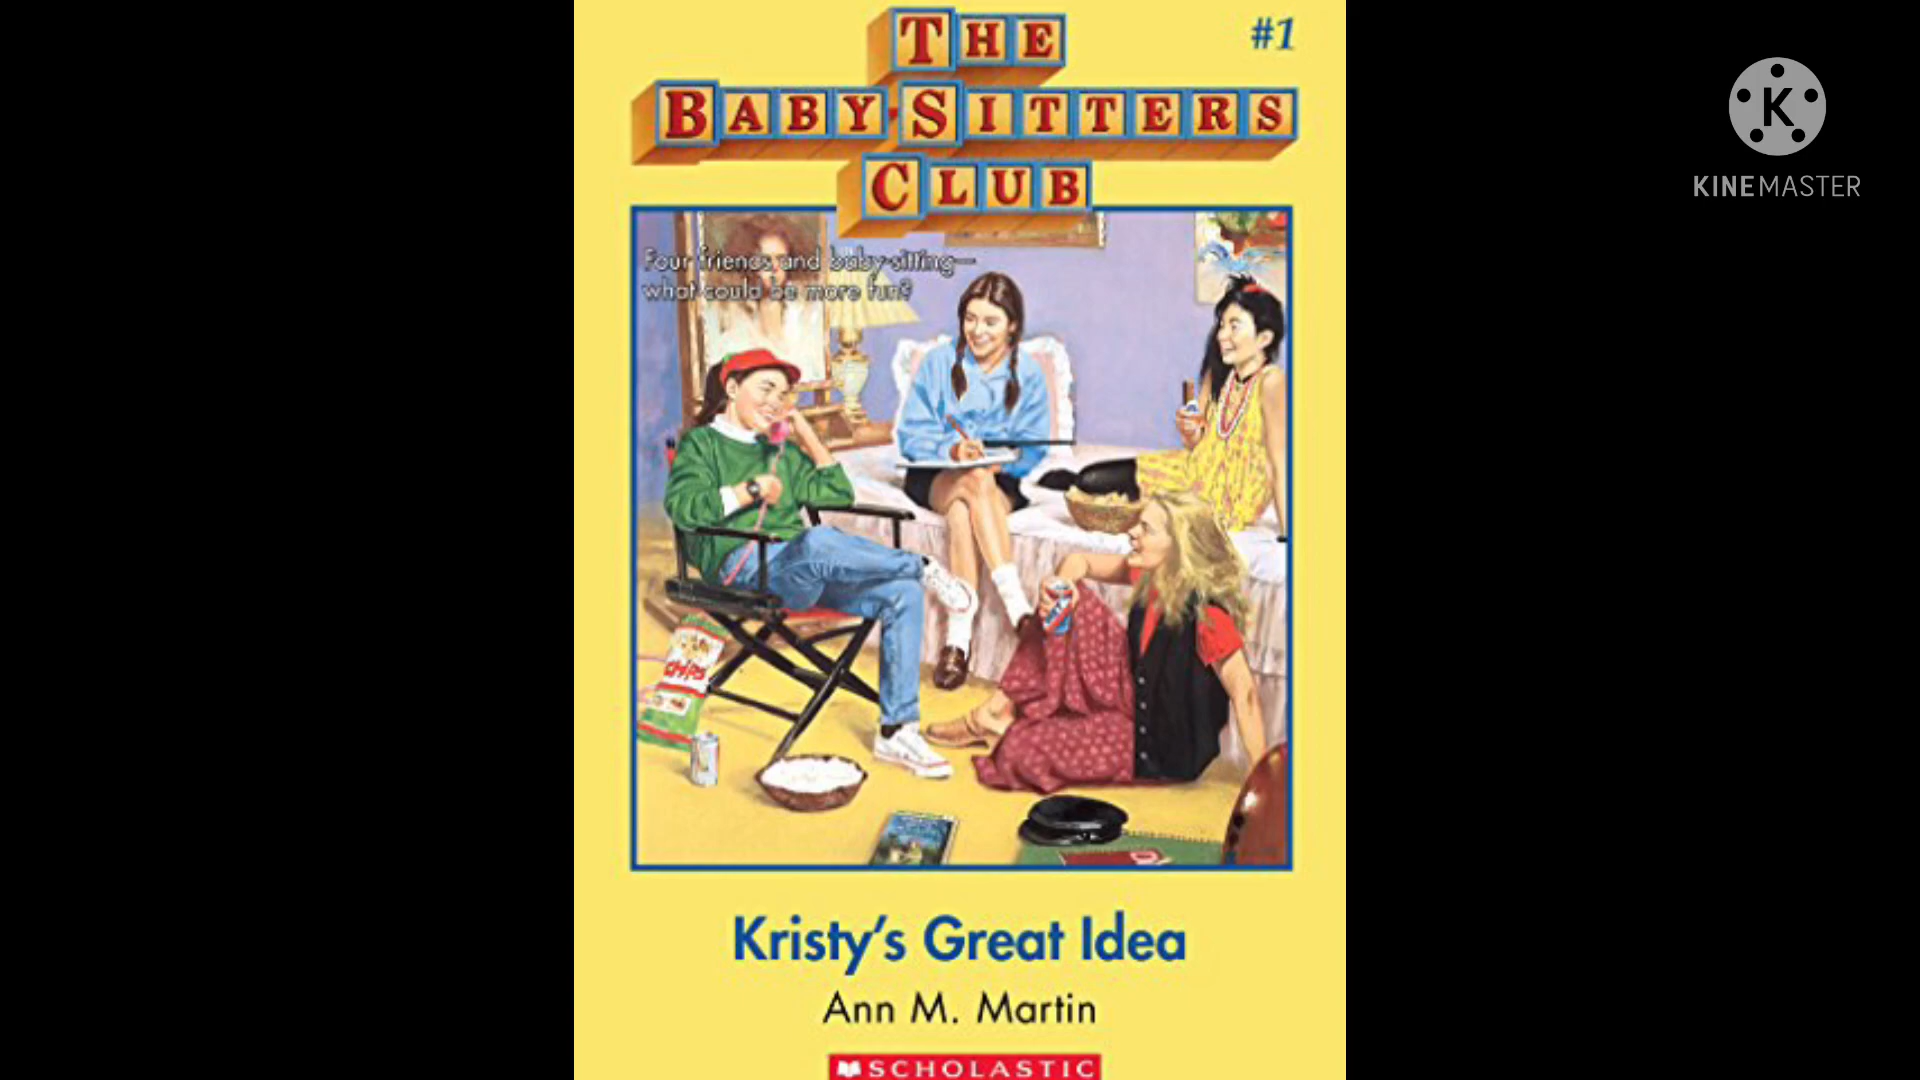 THE
#1
BABY-SITTERS
CLUB
Four friends and baby-sitting—
what could be more fun?
CHIPS
Kristy's Great Idea
Ann M. Martin
SCHOLASTIC
K
KINEMASTER